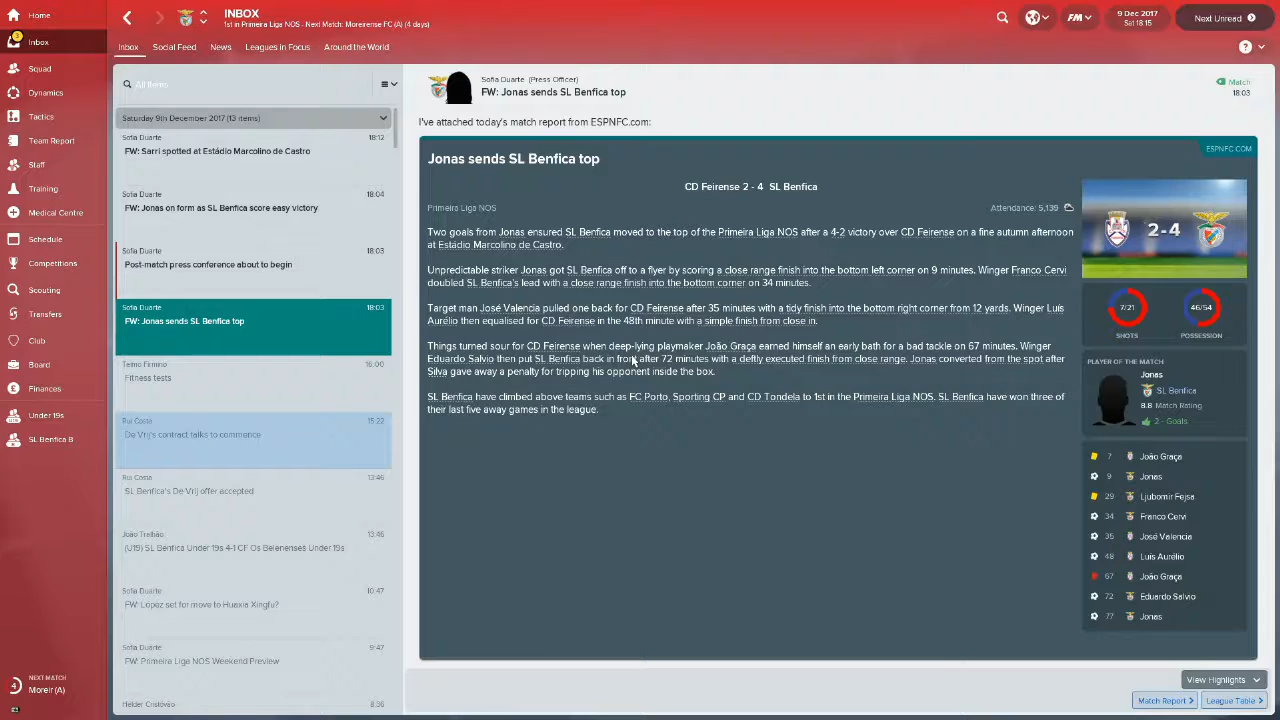 Home
INBOX
1st in Primeira Liga NOS - Next Match: Moreirense FC (A) (4 days)
FM
9 Dec 2017
Sat 18:15
Next Unread
3
Inbox
Inbox
Social Feed
News
Leagues in Focus
Around the World
?
Squad
Dynamics
Tactics
Team Report
Staff
Training
Medical Centre
Schedule
Competitions
Scouting
Transfers
Club
Board
Finances
Under 19s
SL Benfica B
NEXT MATCH
4
Moreir (A)
All Items
Saturday 9th December 2017 (13 items)
Sofia Duarte 18:12
FW: Sarri spotted at Estádio Marcolino de Castro
Sofia Duarte 18:04
FW: Jonas on form as SL Benfica score easy victory
Sofia Duarte 18:03
Post-match press conference about to begin
Sofia Duarte 18:03
FW: Jonas sends SL Benfica top
Telmo Firmino 16:00
Fitness tests
Rui Costa 15:22
De Vrij's contract talks to commence
Rui Costa 13:46
SL Benfica's De Vrij offer accepted
João Tralhão 13:46
(U19) SL Benfica Under 19s 4-1 CF Os Belenenses Under 19s
Sofia Duarte 10:47
FW: López set for move to Huaxia Xingfu?
Sofia Duarte 9:47
FW: Primeira Liga NOS Weekend Preview
Hélder Cristóvão 8:36
Sofia Duarte (Press Officer)
FW: Jonas sends SL Benfica top
Match
18:03
I've attached today's match report from ESPNFC.com:
Jonas sends SL Benfica top
ESPNFC.COM
CD Feirense 2 - 4 SL Benfica
Primeira Liga NOS
Attendance: 5,139
Two goals from Jonas ensured SL Benfica moved to the top of the Primeira Liga NOS after a 4-2 victory over CD Feirense on a fine autumn afternoon
at Estádio Marcolino de Castro.
Unpredictable striker Jonas got SL Benfica off to a flyer by scoring a close range finish into the bottom left corner on 9 minutes. Winger Franco Cervi
doubled SL Benfica's lead with a close range finish into the bottom corner on 34 minutes.
Target man José Valencia pulled one back for CD Feirense after 35 minutes with a tidy finish into the bottom right corner from 12 yards. Winger Luís
Aurélio then equalised for CD Feirense in the 48th minute with a simple finish from close in.
Things turned sour for CD Feirense when deep-lying playmaker João Graça earned himself an early bath for a bad tackle on 67 minutes. Winger
Eduardo Salvio then put SL Benfica back in front after 72 minutes with a deftly executed finish from close range. Jonas converted from the spot after
Silva gave away a penalty for tripping his opponent inside the box.
SL Benfica have climbed above teams such as FC Porto, Sporting CP and CD Tondela to 1st in the Primeira Liga NOS. SL Benfica have won three of
their last five away games in the league.
2-4
7/21
46/54
SHOTS
POSSESSION
PLAYER OF THE MATCH
Jonas
SL Benfica
8.8 Match Rating
2 - Goals
7 João Graça
9 Jonas
29 Ljubomir Fejsa
34 Franco Cervi
35 José Valencia
48 Luís Aurélio
67 João Graça
72 Eduardo Salvio
77 Jonas
View Highlights
Match Report
League Table